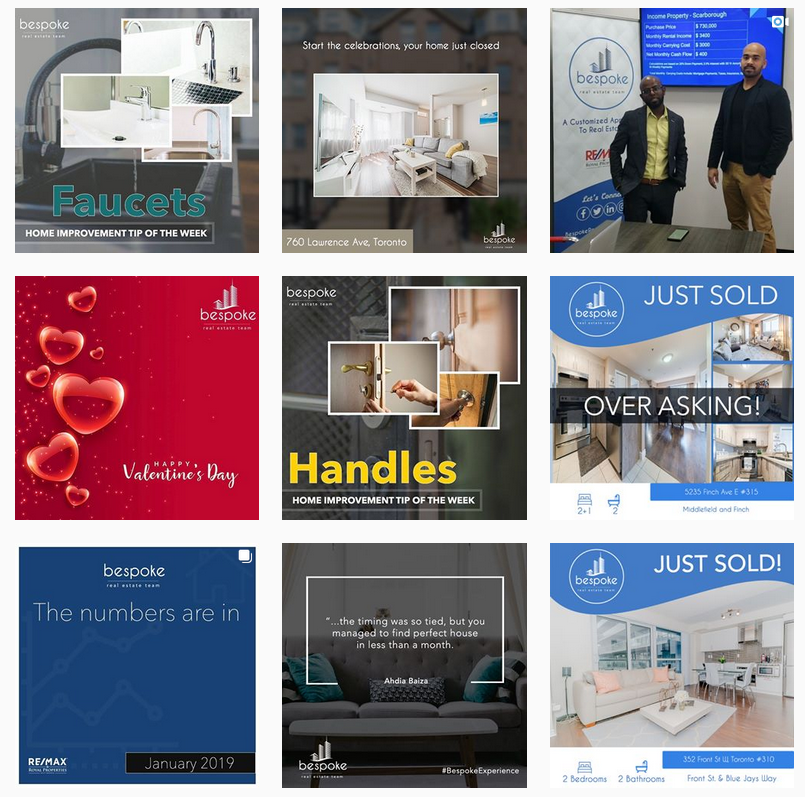 bespoke
real estate team
Faucets
HOME IMPROVEMENT TIP OF THE WEEK
Start the celebrations, your home just closed
760 Lawrence Ave, Toronto
bespoke
real estate team
Income Property - Scarborough
Purchase Price $ 730,000
Monthly Rental Income $ 3400
Monthly Carrying Cost $ 3000
Net Monthly Cash Flow $ 400
bespoke
real estate team
A Customized
To Real
RE/M
Let's
bespoke
real estate team
HAPPY
Valentine's Day
bespoke
real estate team
Handles
HOME IMPROVEMENT TIP OF THE WEEK
bespoke
real estate team
JUST SOLD
OVER ASKING!
5235 Finch Ave E #315
2+1 2
Middlefield and Finch
bespoke
real estate team
The numbers are in
RE/MAX
ROYAL PROPERTIES
January 2019
"...the timing was so tied, but you
managed to find perfect house
in less than a month.
Ahdia Baiza
bespoke
real estate team
#BespokeExperience
bespoke
real estate team
JUST SOLD!
352 Front St W, Toronto #310
2 Bedrooms 2 Bathrooms
Front St. & Blue Jays Way